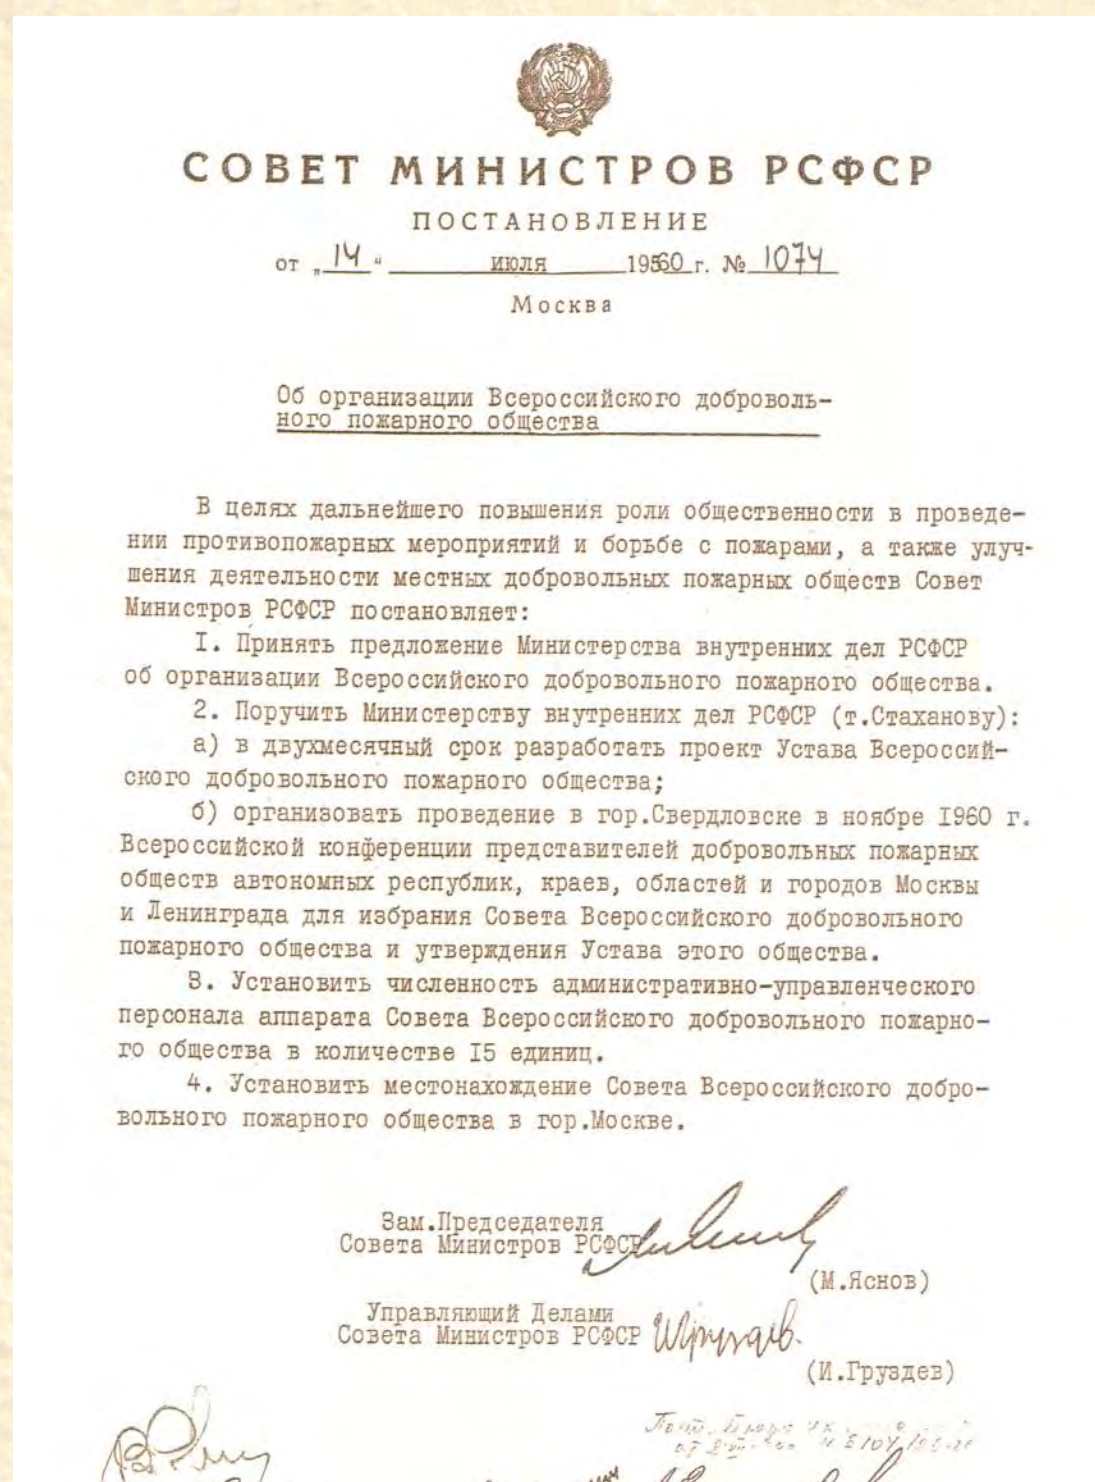 СОВЕТ МИНИСТРОВ РСФСР
ПОСТАНОВЛЕНИЕ
от „14“ июля 1960 г. № 1074
Москва
Об организации Всероссийского доброволь-
ного пожарного общества
В целях дальнейшего повышения роли общественности в проведе-
нии противопожарных мероприятий и борьбе с пожарами, а также улуч-
шения деятельности местных добровольных пожарных обществ Совет
Министров РСФСР постановляет:
I. Принять предложение Министерства внутренних дел РСФСР
об организации Всероссийского добровольного пожарного общества.
2. Поручить Министерству внутренних дел РСФСР (т.Стаханову):
а) в двухмесячный срок разработать проект Устава Всероссий-
ского добровольного пожарного общества;
б) организовать проведение в гор.Свердловске в ноябре I960 г.
Всероссийской конференции представителей добровольных пожарных
обществ автономных республик, краев, областей и городов Москвы
и Ленинграда для избрания Совета Всероссийского добровольного
пожарного общества и утверждения Устава этого общества.
3. Установить численность административно-управленческого
персонала аппарата Совета Всероссийского добровольного пожарно-
го общества в количестве I5 единиц.
4. Установить местонахождение Совета Всероссийского добро-
вольного пожарного общества в гор.Москве.
Зам.Председателя
Совета Министров РСФСР
(М.Яснов)
Управляющий Делами
Совета Министров РСФСР
(И.Груздев)